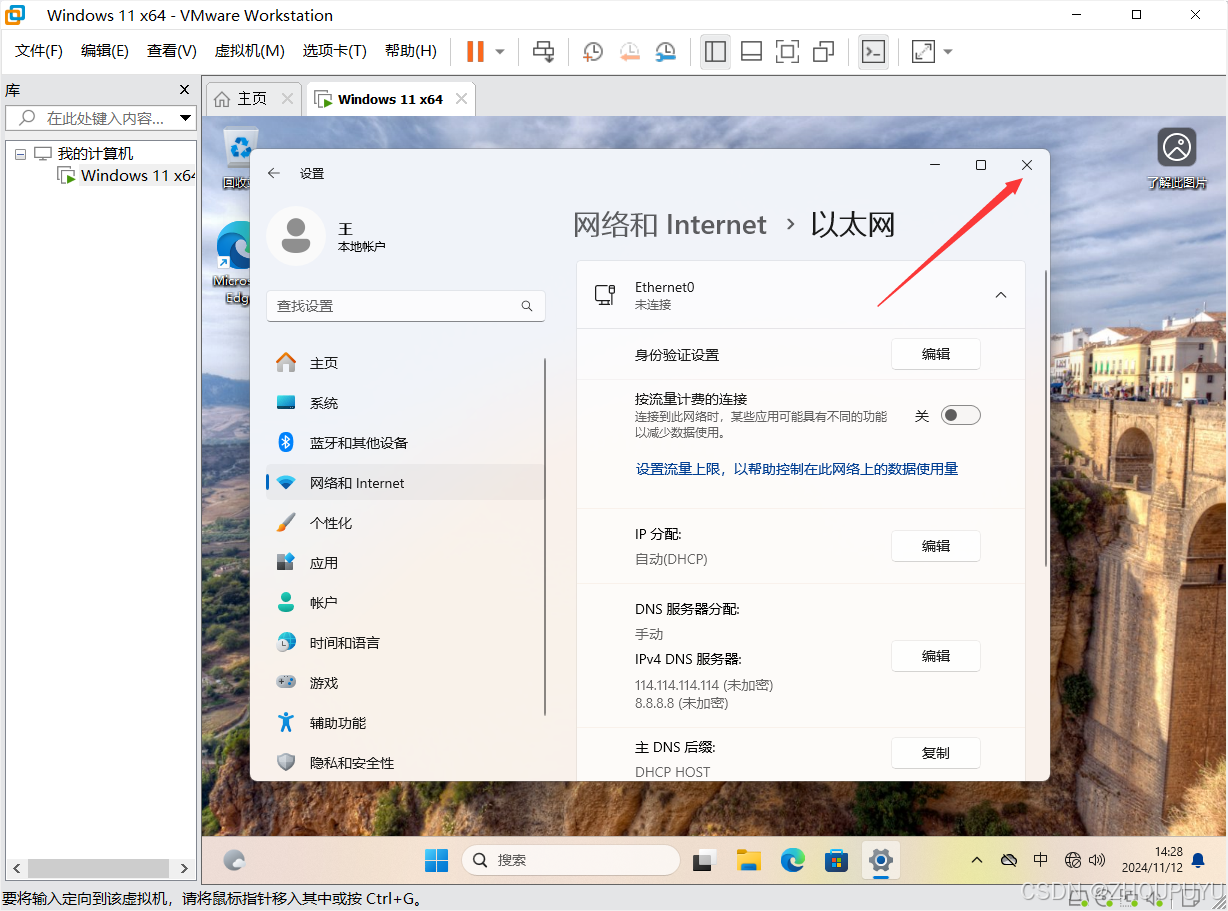 Windows 11 x64 - VMware Workstation
文件(F) 编辑(E) 查看(V) 虚拟机(M) 选项卡(T) 帮助(H)
库
在此处键入内容...
我的计算机
Windows 11 x64
主页
Windows 11 x64
回收
Micros
Edg
了解此图片
设置
王
本地帐户
查找设置
主页
系统
蓝牙和其他设备
网络和 Internet
个性化
应用
帐户
时间和语言
游戏
辅助功能
隐私和安全性
网络和 Internet › 以太网
Ethernet0
未连接
身份验证设置
编辑
按流量计费的连接
连接到此网络时，某些应用可能具有不同的功能
以减少数据使用。
关
设置流量上限，以帮助控制在此网络上的数据使用量
IP 分配:
自动(DHCP)
编辑
DNS 服务器分配:
手动
IPv4 DNS 服务器:
114.114.114.114 (未加密)
8.8.8.8 (未加密)
编辑
主 DNS 后缀:
DHCP HOST
复制
搜索
中
14:28
2024/11/12
要将输入定向到该虚拟机，请将鼠标指针移入其中或按 Ctrl+G。
CSDN @ZHOUPUYU